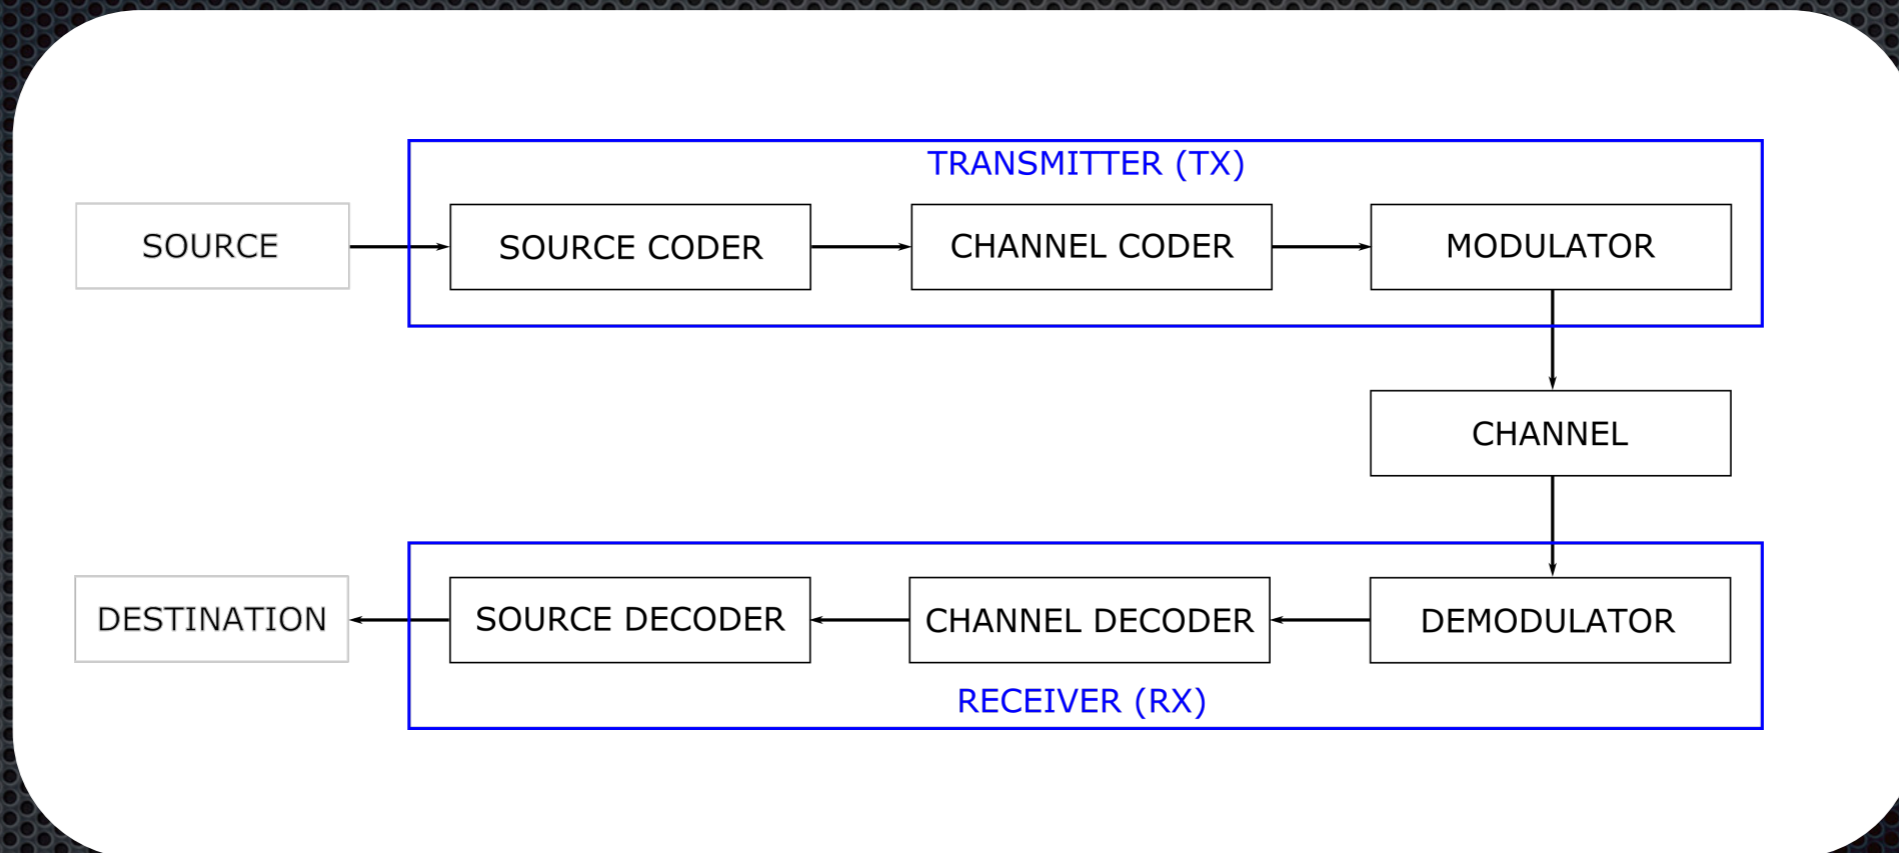 TRANSMITTER (TX)
SOURCE
SOURCE CODER
CHANNEL CODER
MODULATOR
CHANNEL
DESTINATION
SOURCE DECODER
CHANNEL DECODER
DEMODULATOR
RECEIVER (RX)